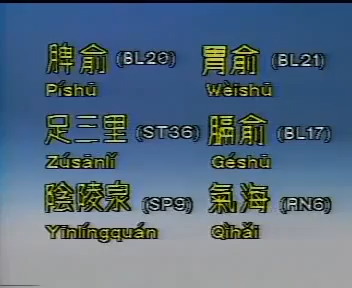 脾俞 (BL20) 胃俞 (BL21)
Píshū Wèishū
足三里 (ST36) 膈俞 (BL17)
Zúsānlǐ Géshū
陰陵泉 (SP9) 氣海 (RN6)
Yīnlíngquán Qìhǎi